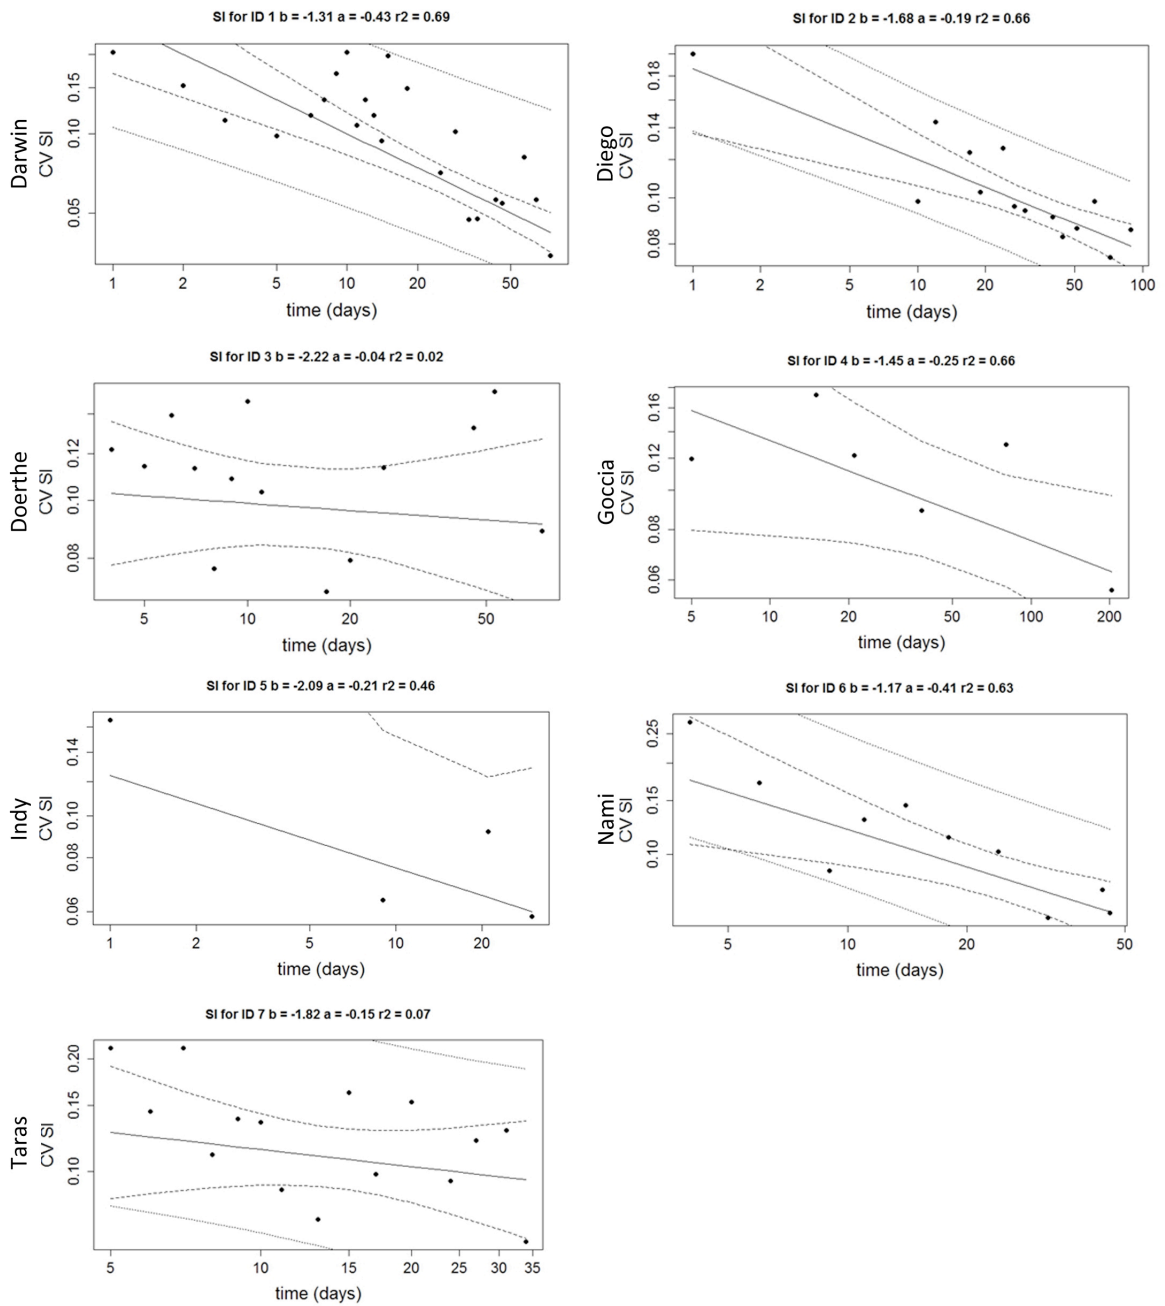 SI for ID 1 b = -1.31 a = -0.43 r2 = 0.69
Darwin
CV SI
0.15
0.10
0.05
1 2 5 10 20 50
time (days)
SI for ID 2 b = -1.68 a = -0.19 r2 = 0.66
Diego
CV SI
0.18
0.14
0.10
0.08
1 2 5 10 20 50 100
time (days)
SI for ID 3 b = -2.22 a = -0.04 r2 = 0.02
Doerthe
CV SI
0.12
0.10
0.08
5 10 20 50
time (days)
SI for ID 4 b = -1.45 a = -0.25 r2 = 0.66
Goccia
CV SI
0.16
0.12
0.08
0.06
5 10 20 50 100 200
time (days)
SI for ID 5 b = -2.09 a = -0.21 r2 = 0.46
Indy
CV SI
0.14
0.10
0.08
0.06
1 2 5 10 20
time (days)
SI for ID 6 b = -1.17 a = -0.41 r2 = 0.63
Nami
CV SI
0.25
0.15
0.10
5 10 20 50
time (days)
SI for ID 7 b = -1.82 a = -0.15 r2 = 0.07
Taras
CV SI
0.20
0.15
0.10
5 10 15 20 25 30 35
time (days)